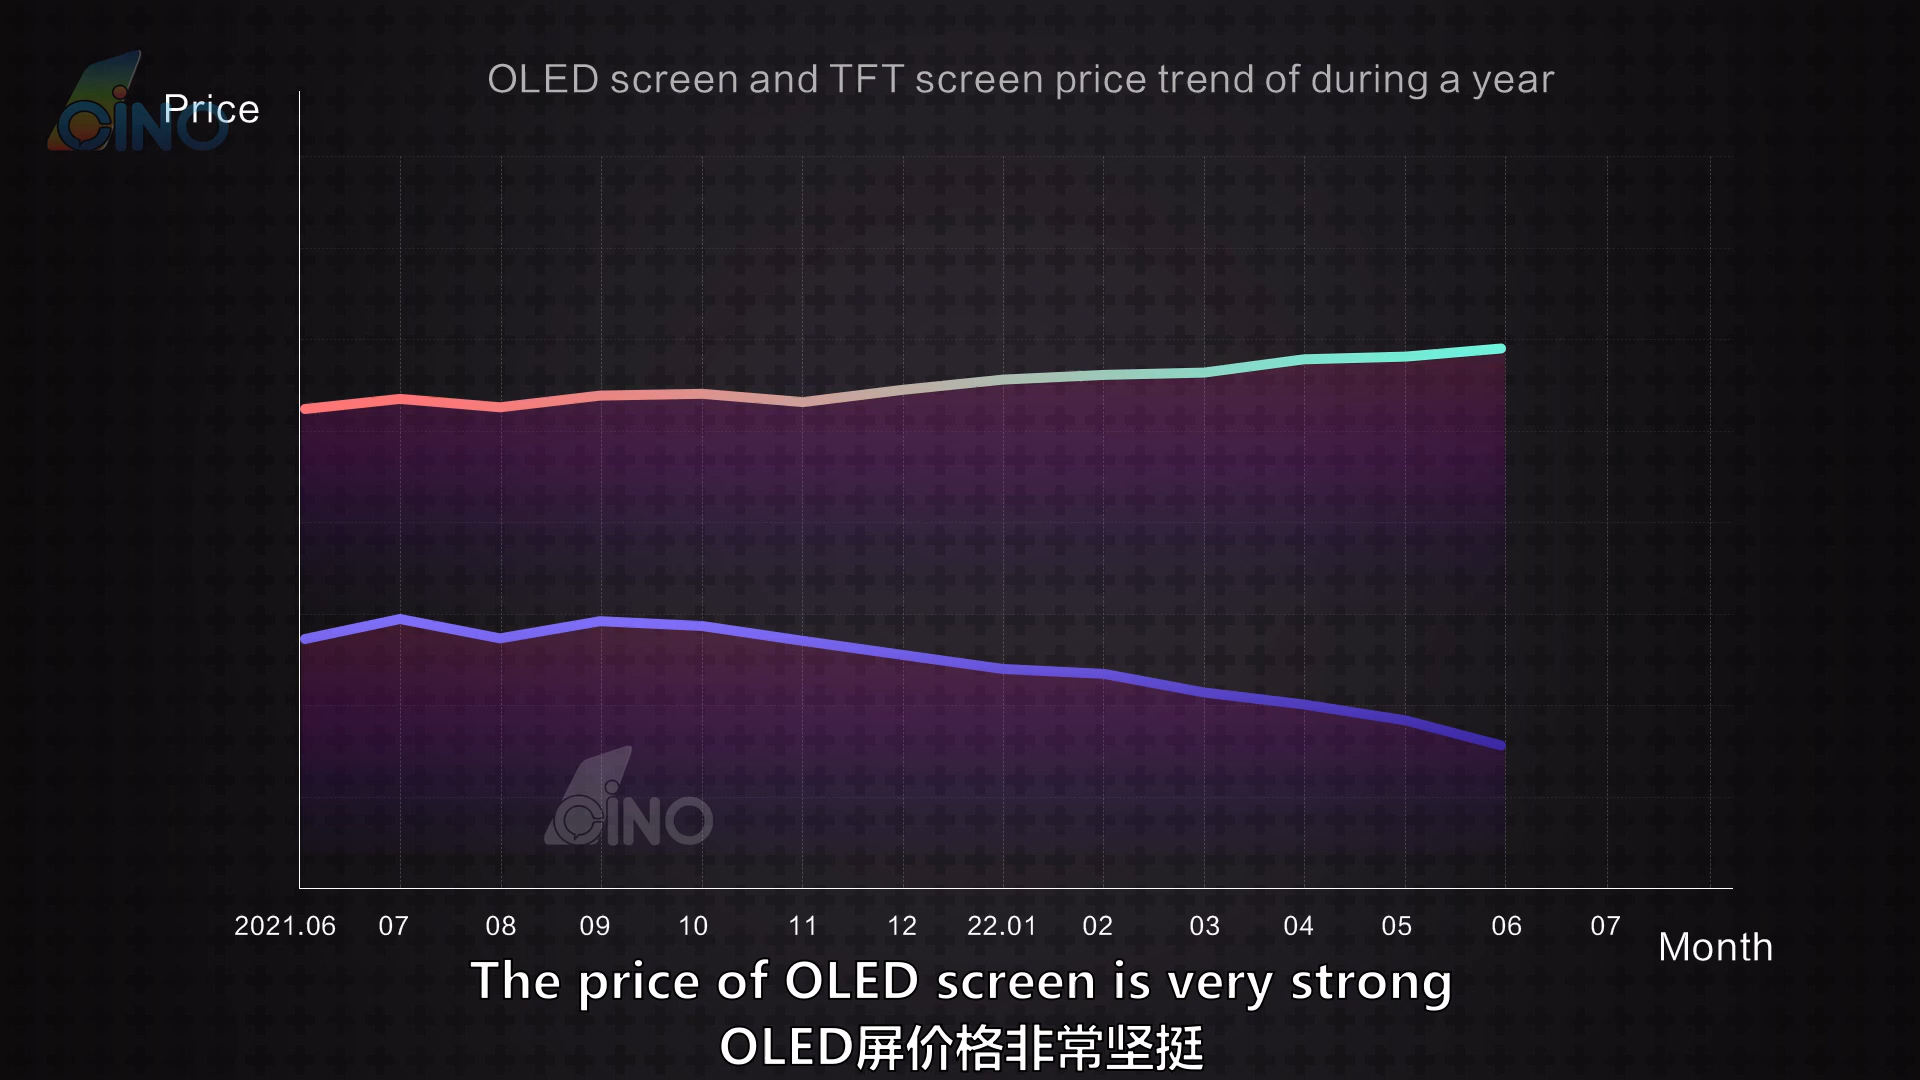 OLED screen and TFT screen price trend of during a year
Price
CiNO
CiNO
2021.06 07 08 09 10 11 12 22.01 02 03 04 05 06 07
Month
The price of OLED screen is very strong
OLED屏价格非常坚挺